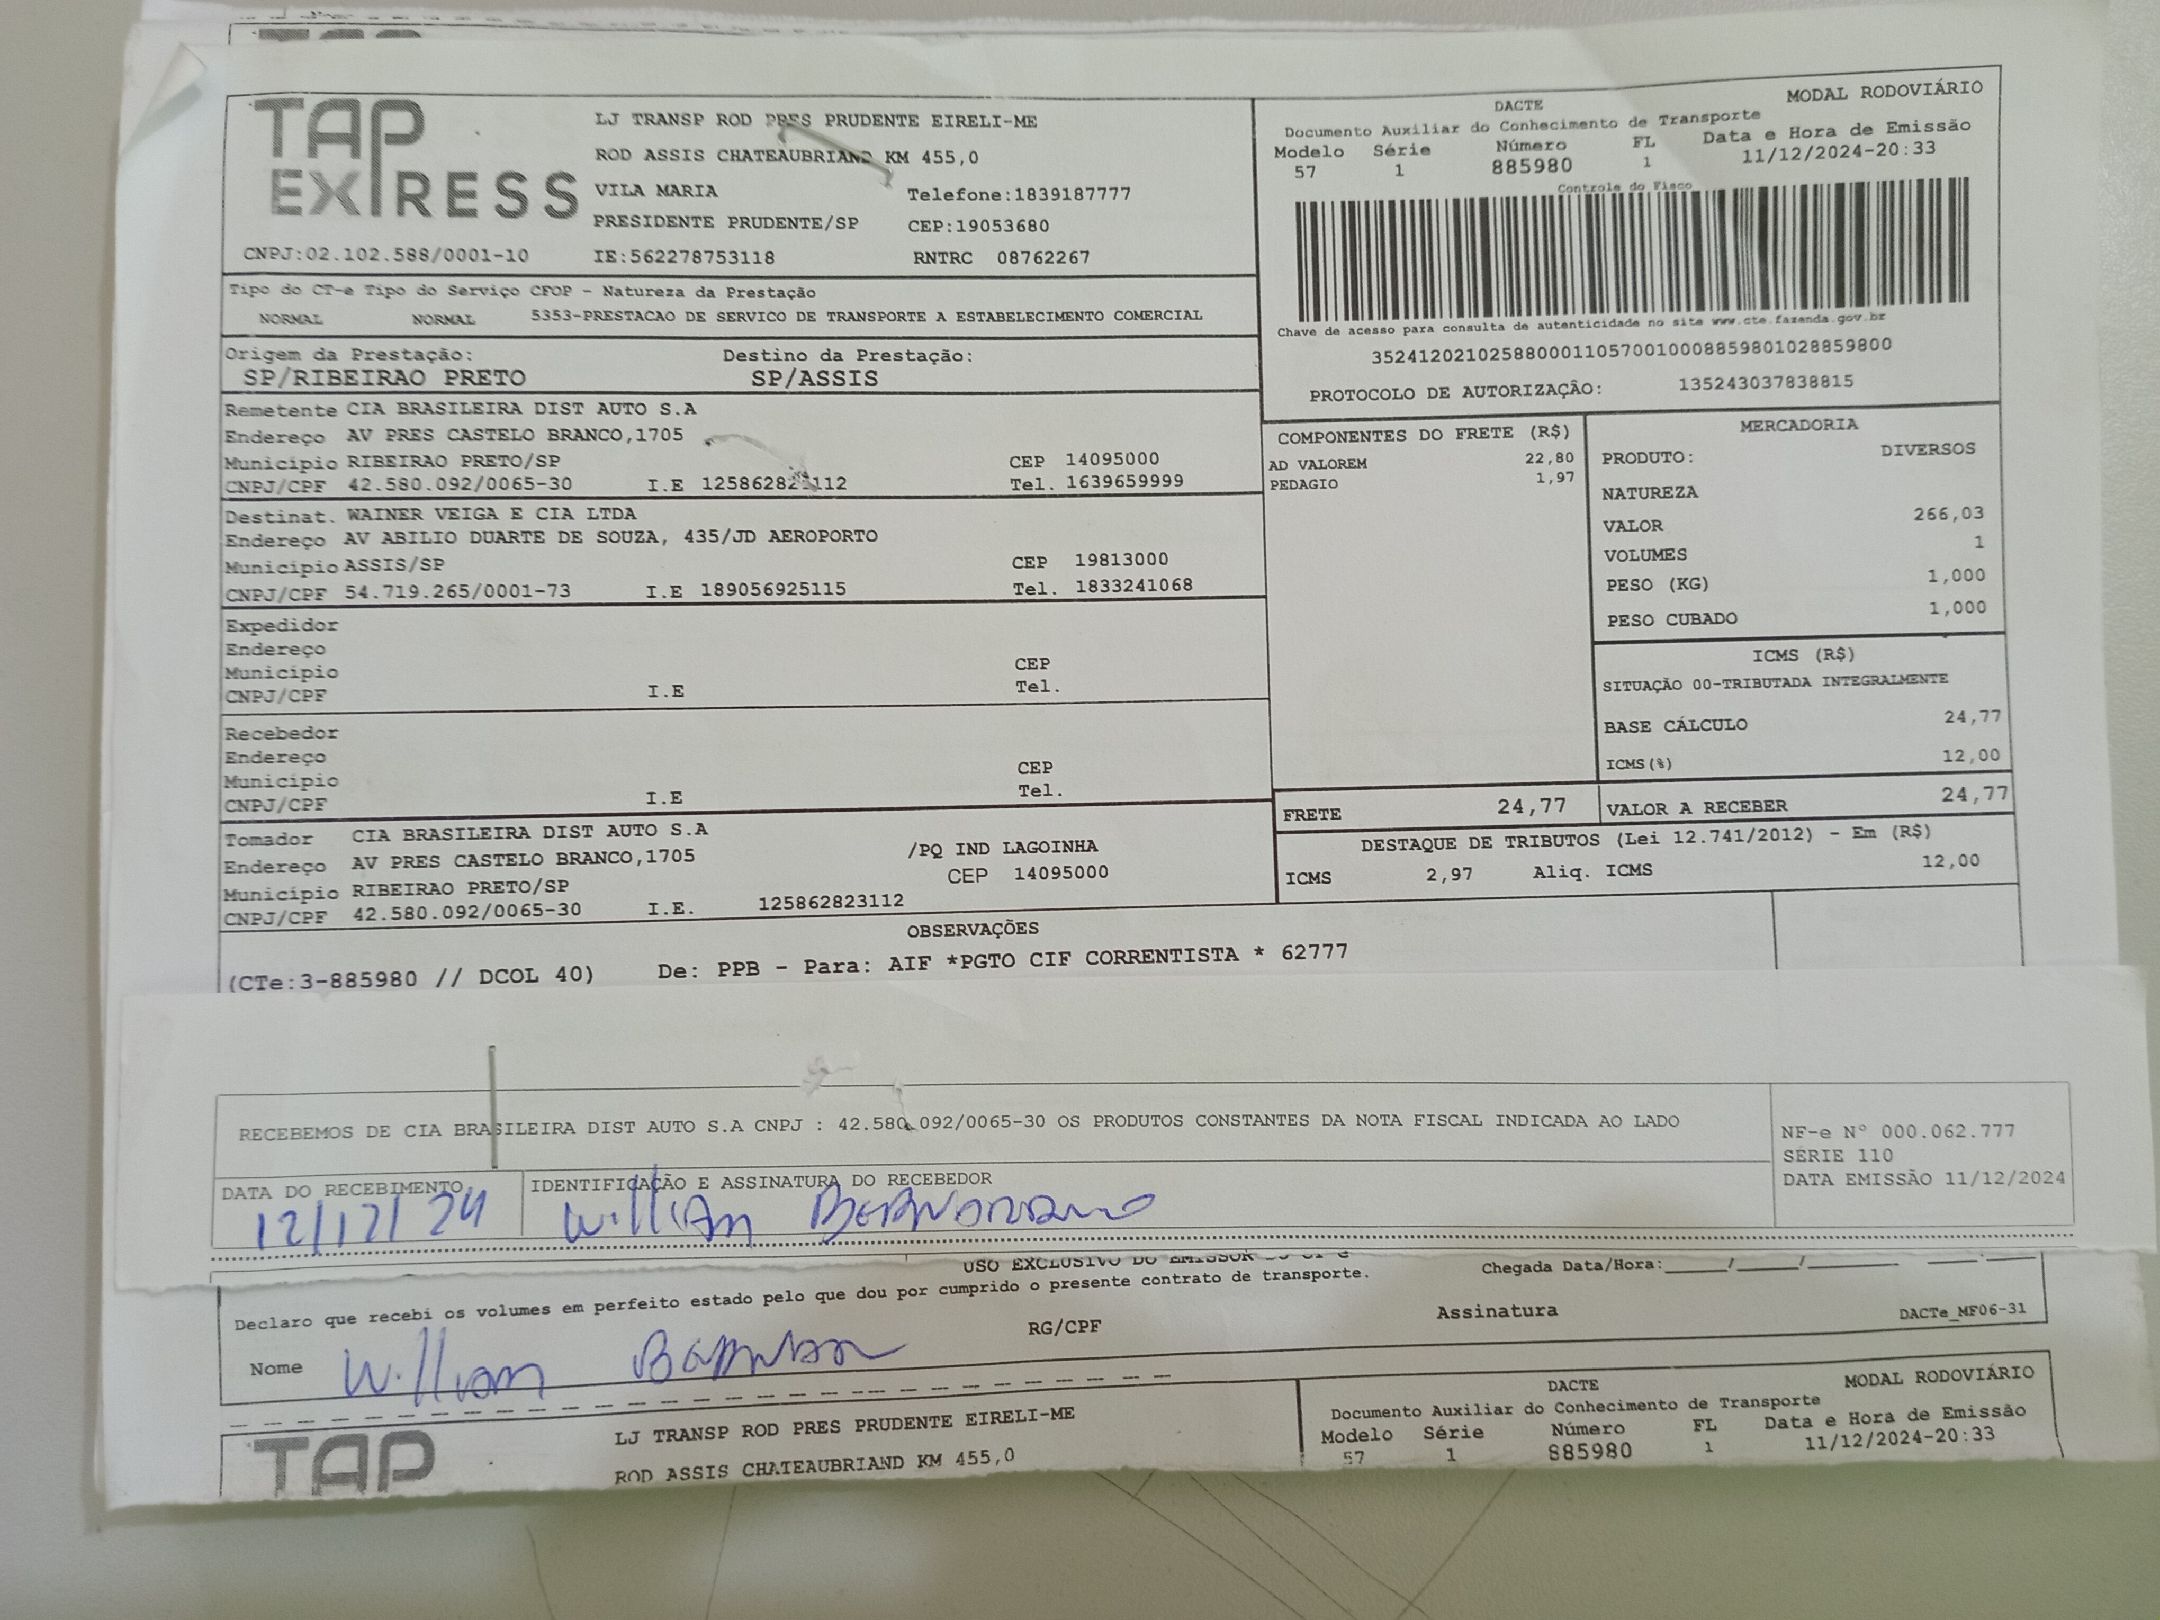 TAP
EXPRESS
LJ TRANSP ROD PRES PRUDENTE EIRELI-ME
ROD ASSIS CHATEAUBRIAND KM 455,0
VILA MARIA Telefone:1839187777
PRESIDENTE PRUDENTE/SP CEP:19053680
CNPJ:02.102.588/0001-10 IE:562278753118 RNTRC 08762267
DACTE MODAL RODOVIÁRIO
Documento Auxiliar do Conhecimento de Transporte
Modelo Série Número FL Data e Hora de Emissão
57 1 885980 1 11/12/2024-20:33
Controle do Fisco
Chave de acesso para consulta de autenticidade no site www.cte.fazenda.gov.br
35241202102588000110570010008859801028859800
PROTOCOLO DE AUTORIZAÇÃO: 135243037838815
Tipo do CT-e Tipo do Serviço CFOP - Natureza da Prestação
NORMAL NORMAL 5353-PRESTACAO DE SERVICO DE TRANSPORTE A ESTABELECIMENTO COMERCIAL
Origem da Prestação: Destino da Prestação:
SP/RIBEIRAO PRETO SP/ASSIS
Remetente CIA BRASILEIRA DIST AUTO S.A
Endereço AV PRES CASTELO BRANCO,1705
Município RIBEIRAO PRETO/SP CEP 14095000
CNPJ/CPF 42.580.092/0065-30 I.E 125862823112 Tel. 1639659999
Destinat. WAINER VEIGA E CIA LTDA
Endereço AV ABILIO DUARTE DE SOUZA, 435/JD AEROPORTO
Município ASSIS/SP CEP 19813000
CNPJ/CPF 54.719.265/0001-73 I.E 189056925115 Tel. 1833241068
Expedidor
Endereço
Município CEP
CNPJ/CPF I.E Tel.
Recebedor
Endereço
Município CEP
CNPJ/CPF I.E Tel.
Tomador CIA BRASILEIRA DIST AUTO S.A
Endereço AV PRES CASTELO BRANCO,1705 /PQ IND LAGOINHA
Município RIBEIRAO PRETO/SP CEP 14095000
CNPJ/CPF 42.580.092/0065-30 I.E. 125862823112
COMPONENTES DO FRETE (R$)
AD VALOREM 22,80
PEDAGIO 1,97
MERCADORIA
PRODUTO: DIVERSOS
NATUREZA
VALOR 266,03
VOLUMES 1
PESO (KG) 1,000
PESO CUBADO 1,000
ICMS (R$)
SITUAÇÃO 00-TRIBUTADA INTEGRALMENTE
BASE CÁLCULO 24,77
ICMS(%) 12,00
FRETE 24,77 VALOR A RECEBER 24,77
DESTAQUE DE TRIBUTOS (Lei 12.741/2012) - Em (R$)
ICMS 2,97 Aliq. ICMS 12,00
OBSERVAÇÕES
(CTe:3-885980 // DCOL 40) De: PPB - Para: AIF *PGTO CIF CORRENTISTA * 62777
RECEBEMOS DE CIA BRASILEIRA DIST AUTO S.A CNPJ : 42.580.092/0065-30 OS PRODUTOS CONSTANTES DA NOTA FISCAL INDICADA AO LADO
NF-e N° 000.062.777
SÉRIE 110
DATA EMISSÃO 11/12/2024
DATA DO RECEBIMENTO IDENTIFICAÇÃO E ASSINATURA DO RECEBEDOR
12/12/24 William
USO EXCLUSIVO DO EMISSOR DO CT-e
Chegada Data/Hora:____/____/______
Declaro que recebi os volumes em perfeito estado pelo que dou por cumprido o presente contrato de transporte.
Nome William RG/CPF Assinatura DACTe_MF06-31
TAP
LJ TRANSP ROD PRES PRUDENTE EIRELI-ME
ROD ASSIS CHATEAUBRIAND KM 455,0
DACTE MODAL RODOVIÁRIO
Documento Auxiliar do Conhecimento de Transporte
Modelo Série Número FL Data e Hora de Emissão
57 1 885980 1 11/12/2024-20:33